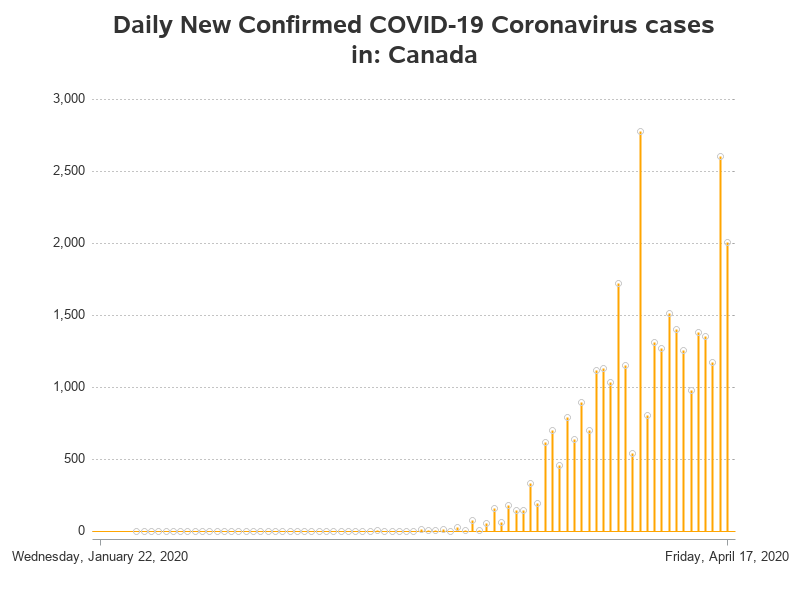 Daily New Confirmed COVID-19 Coronavirus cases
in: Canada
3,000
2,500
2,000
1,500
1,000
500
0
Wednesday, January 22, 2020
Friday, April 17, 2020